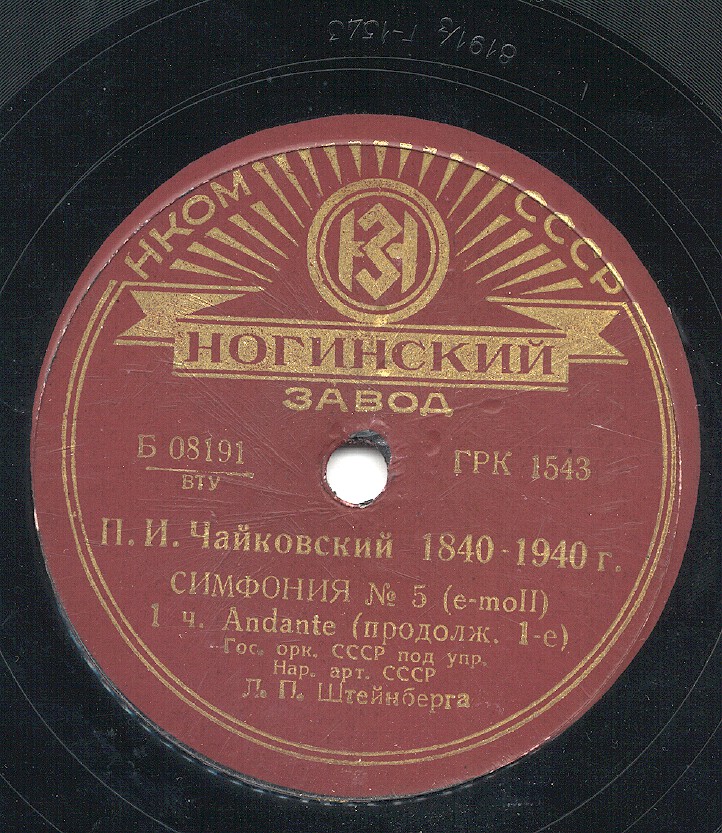 8191/3 Г-1543
НКОМ СССР
НЗ
НОГИНСКИЙ
ЗАВОД
Б 08191
ВТУ
ГРК 1543
П. И. Чайковский 1840-1940 г.
СИМФОНИЯ № 5 (e-moll)
1 ч. Andante (продолж. 1-е)
Гос. орк. СССР под упр.
Нар. арт. СССР
Л. П. Штейнберга